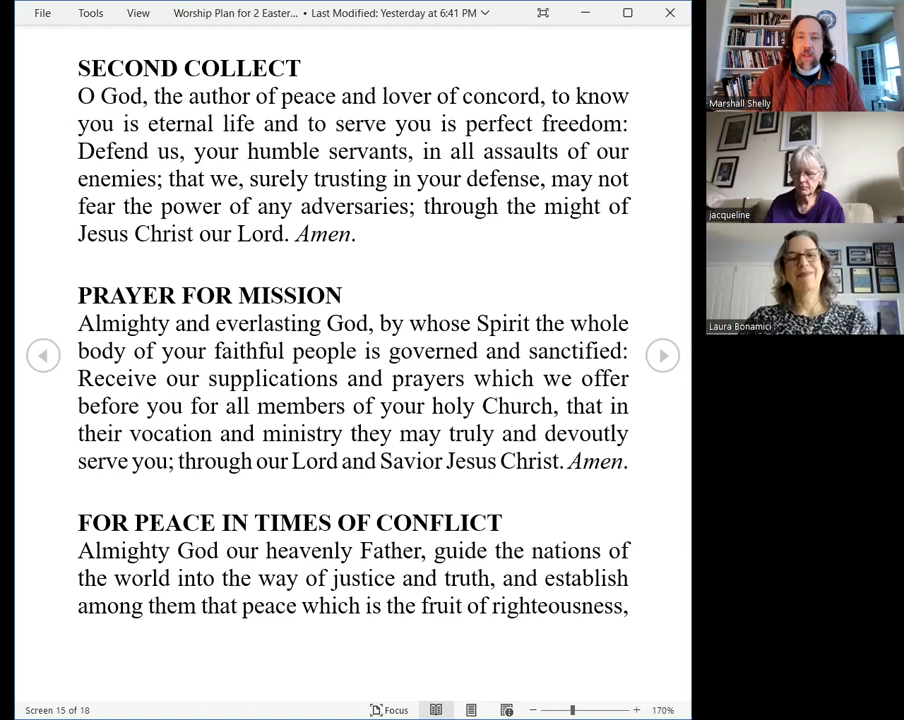 File Tools View Worship Plan for 2 Easter... • Last Modified: Yesterday at 6:41 PM
SECOND COLLECT
O God, the author of peace and lover of concord, to know
you is eternal life and to serve you is perfect freedom:
Defend us, your humble servants, in all assaults of our
enemies; that we, surely trusting in your defense, may not
fear the power of any adversaries; through the might of
Jesus Christ our Lord. Amen.
PRAYER FOR MISSION
Almighty and everlasting God, by whose Spirit the whole
body of your faithful people is governed and sanctified:
Receive our supplications and prayers which we offer
before you for all members of your holy Church, that in
their vocation and ministry they may truly and devoutly
serve you; through our Lord and Savior Jesus Christ. Amen.
FOR PEACE IN TIMES OF CONFLICT
Almighty God our heavenly Father, guide the nations of
the world into the way of justice and truth, and establish
among them that peace which is the fruit of righteousness,
Screen 15 of 18 Focus 170%
Marshall Shelly
jacqueline
Laura Bonamici